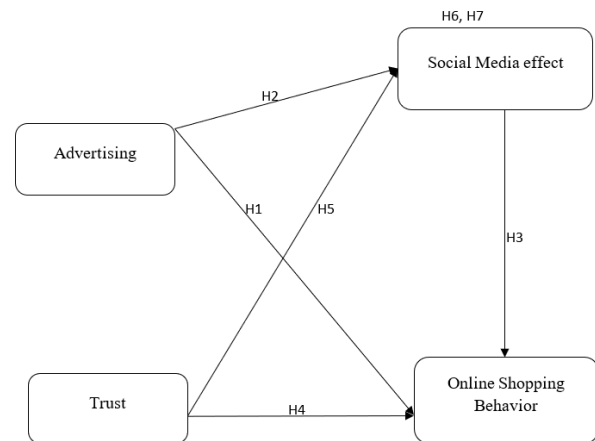 H6, H7
Social Media effect
H2
Advertising
H1
H5
H3
Online Shopping
Behavior
Trust
H4